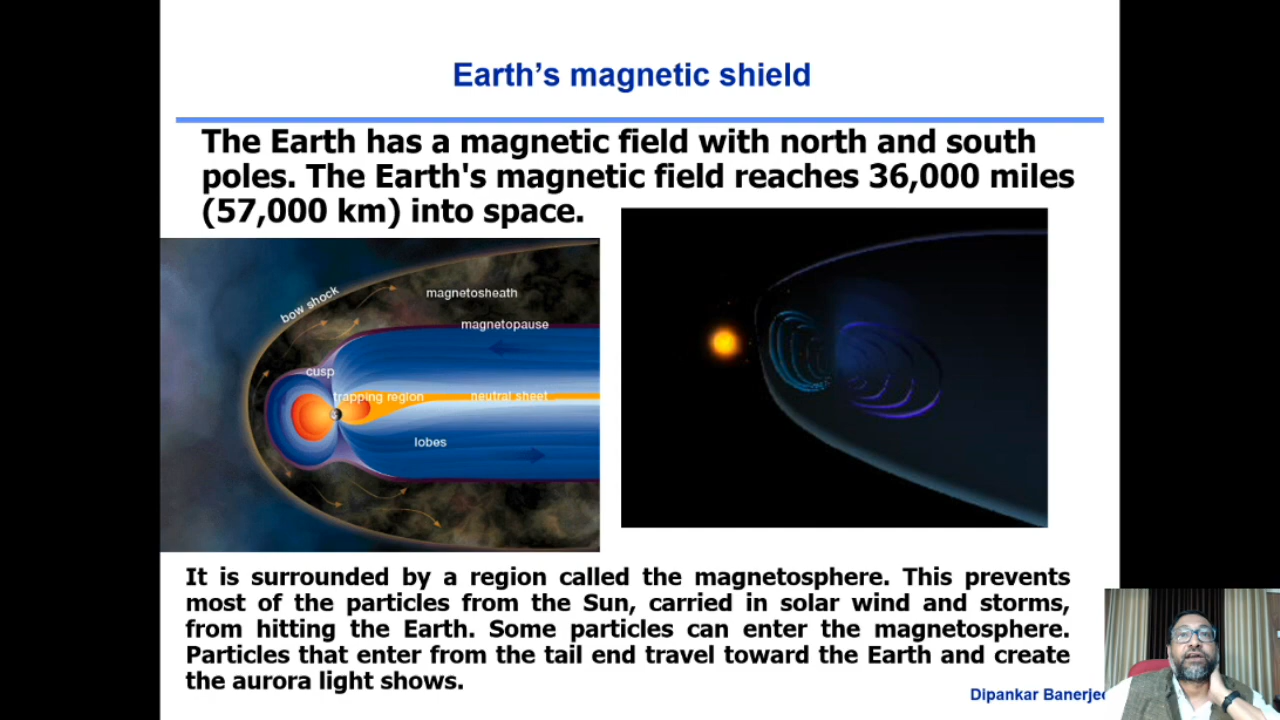 Earth's magnetic shield
The Earth has a magnetic field with north and south
poles. The Earth's magnetic field reaches 36,000 miles
(57,000 km) into space.
bow shock
magnetosheath
magnetopause
cusp
trapping region
neutral sheet
lobes
It is surrounded by a region called the magnetosphere. This prevents
most of the particles from the Sun, carried in solar wind and storms,
from hitting the Earth. Some particles can enter the magnetosphere.
Particles that enter from the tail end travel toward the Earth and create
the aurora light shows.
Dipankar Banerjee